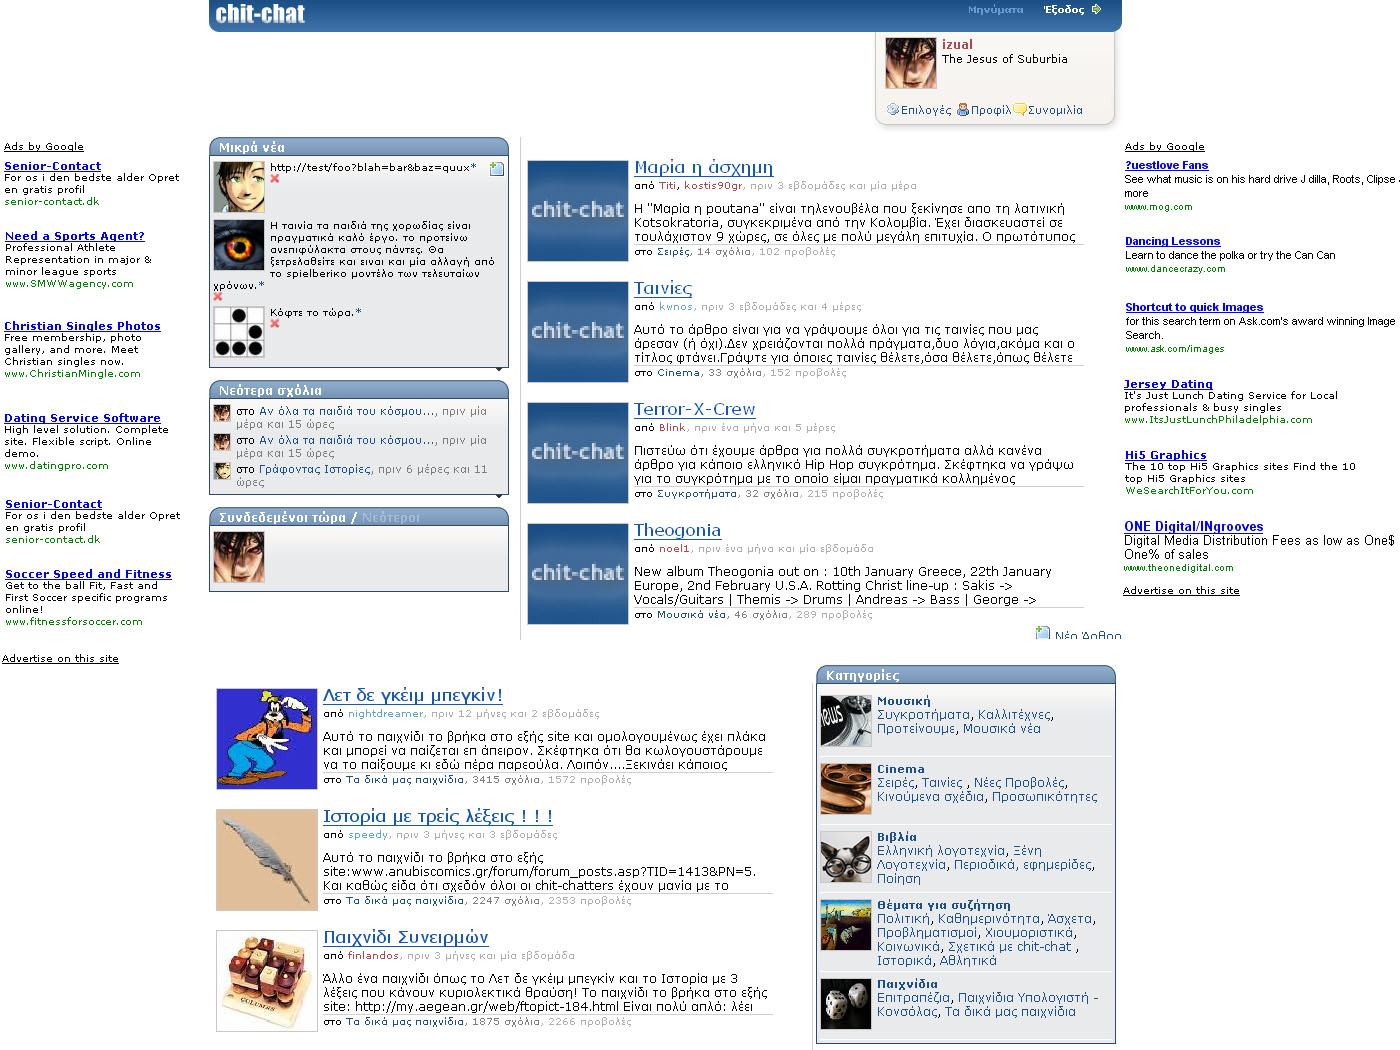 chit-chat
Μηνύματα Έξοδος
izual
The Jesus of Suburbia
Επιλογές Προφίλ Συνομιλία
Ads by Google
Senior-Contact
For os i den bedste alder Opret
en gratis profil
senior-contact.dk
Need a Sports Agent?
Professional Athlete
Representation in major &
minor league sports
www.SMWWagency.com
Christian Singles Photos
Free membership, photo
gallery, and more. Meet
Christian singles now.
www.ChristianMingle.com
Dating Service Software
High level solution. Complete
site. Flexible script. Online
demo.
www.datingpro.com
Senior-Contact
For os i den bedste alder Opret
en gratis profil
senior-contact.dk
Soccer Speed and Fitness
Get to the ball Fit, Fast and
First Soccer specific programs
online!
www.fitnessforsoccer.com
Advertise on this site
Μικρά νέα
http://test/foo?blah=bar&baz=quux*
Η ταινία τα παιδιά της χορωδίας είναι
πραγματικά καλό έργο. το προτείνω
ανεπιφύλακτα στους πάντες. Θα
ξετρελαθείτε και ειναι και μία αλλαγή από
το spielberiκο μοντέλο των τελευταίων
χρόνων.*
Κόφτε το τώρα.*
Νεότερα σχόλια
στο Αν όλα τα παιδιά του κόσμου..., πριν μία
μέρα και 15 ώρες
στο Αν όλα τα παιδιά του κόσμου..., πριν μία
μέρα και 15 ώρες
στο Γράφοντας Ιστορίες, πριν 6 μέρες και 11
ώρες
Συνδεδεμένοι τώρα / Νεότεροι
chit-chat
Μαρία η άσχημη
από Titi, kostis90gr, πριν 3 εβδομάδες και μία μέρα
Η "Μαρία η poutana" είναι τηλενουβέλα που ξεκίνησε απο τη λατινική
Kotsokratoria, συγκεκριμένα από την Κολομβία. Έχει διασκευαστεί σε
τουλάχιστον 9 χώρες, σε όλες με πολύ μεγάλη επιτυχία. Ο πρωτότυπος
στο Σειρές, 14 σχόλια, 102 προβολές
chit-chat
Ταινίες
από kwnos, πριν 3 εβδομάδες και 4 μέρες
Αυτό το άρθρο είναι για να γράψουμε όλοι για τις ταινίες που μας
άρεσαν (ή όχι).Δεν χρειάζονται πολλά πράγματα,δυο λόγια,ακόμα και ο
τίτλος φτάνει.Γράψτε για όποιες ταινίες θέλετε,όσα θέλετε,όπως θέλετε
στο Cinema, 33 σχόλια, 152 προβολές
chit-chat
Terror-X-Crew
από Blink, πριν ένα μήνα και 5 μέρες
Πιστεύω ότι έχουμε άρθρα για πολλά συγκροτήματα αλλά κανένα
άρθρο για κάποιο ελληνικό Hip Hop συγκρότημα. Σκέφτηκα να γράψω
για το συγκρότημα με το οποίο είμαι πραγματικά κολλημένος
στο Συγκροτήματα, 32 σχόλια, 215 προβολές
chit-chat
Theogonia
από noel1, πριν ένα μήνα και μία εβδομάδα
New album Theogonia out on : 10th January Greece, 22th January
Europe, 2nd February U.S.A. Rotting Christ line-up : Sakis ->
Vocals/Guitars | Themis -> Drums | Andreas -> Bass | George ->
στο Μουσικά νέα, 46 σχόλια, 289 προβολές
Νέο Άρθρο
Ads by Google
?uestlove Fans
See what music is on his hard drive J dilla, Roots, Clipse
more
www.mog.com
Dancing Lessons
Learn to dance the polka or try the Can Can
www.dancecrazy.com
Shortcut to quick Images
for this search term on Ask.com's award winning Image
Search.
www.ask.com/images
Jersey Dating
It's Just Lunch Dating Service for Local
professionals & busy singles
www.ItsJustLunchPhiladelphia.com
Hi5 Graphics
The 10 top Hi5 Graphics sites Find the 10
top Hi5 Graphics sites
WeSearchItForYou.com
ONE Digital/INgrooves
Digital Media Distribution Fees as low as One$
One% of sales
www.theonedigital.com
Advertise on this site
Λετ δε γκέιμ μπεγκίν!
από nightdreamer, πριν 12 μήνες και 2 εβδομάδες
Αυτό το παιχνίδι το βρήκα στο εξής site και ομολογουμένως έχει πλάκα
και μπορεί να παίζεται επ άπειρον. Σκέφτηκα ότι θα κωλογουστάρουμε
να το παίξουμε κι εδώ πέρα παρεούλα. Λοιπόν....Ξεκινάει κάποιος
στο Τα δικά μας παιχνίδια, 3415 σχόλια, 1572 προβολές
Ιστορία με τρείς λέξεις ! ! !
από speedy, πριν 3 μήνες και 3 εβδομάδες
Αυτό το παιχνίδι το βρήκα στο εξής
site:www.anubiscomics.gr/forum/forum_posts.asp?TID=1413&PN=5.
Και καθώς είδα ότι σχεδόν όλοι οι chit-chatters έχουν μανία με το
στο Τα δικά μας παιχνίδια, 2247 σχόλια, 2353 προβολές
Παιχνίδι Συνειρμών
από finlandos, πριν 3 μήνες και μία εβδομάδα
Άλλο ένα παιχνίδι όπως το Λετ δε γκέιμ μπεγκίν και το Ιστορία με 3
λέξεις που κάνουν κυριολεκτικά θραύση! Το παιχνίδι το βρήκα στο εξής
site: http://my.aegean.gr/web/ftopict-184.html Είναι πολύ απλό: λέει
στο Τα δικά μας παιχνίδια, 1875 σχόλια, 2266 προβολές
Κατηγορίες
news
Μουσική
Συγκροτήματα, Καλλιτέχνες,
Προτείνουμε, Μουσικά νέα
Cinema
Σειρές, Ταινίες , Νέες Προβολές,
Κινούμενα σχέδια, Προσωπικότητες
Βιβλία
Ελληνική λογοτεχνία, Ξένη
Λογοτεχνία, Περιοδικά, εφημερίδες,
Ποίηση
Θέματα για συζήτηση
Πολιτική, Καθημερινότητα, Άσχετα,
Προβληματισμοί, Χιουμοριστικά,
Κοινωνικά, Σχετικά με chit-chat ,
Ιστορικά, Αθλητικά
Παιχνίδια
Επιτραπέζια, Παιχνίδια Υπολογιστή -
Κονσόλας, Τα δικά μας παιχνίδια